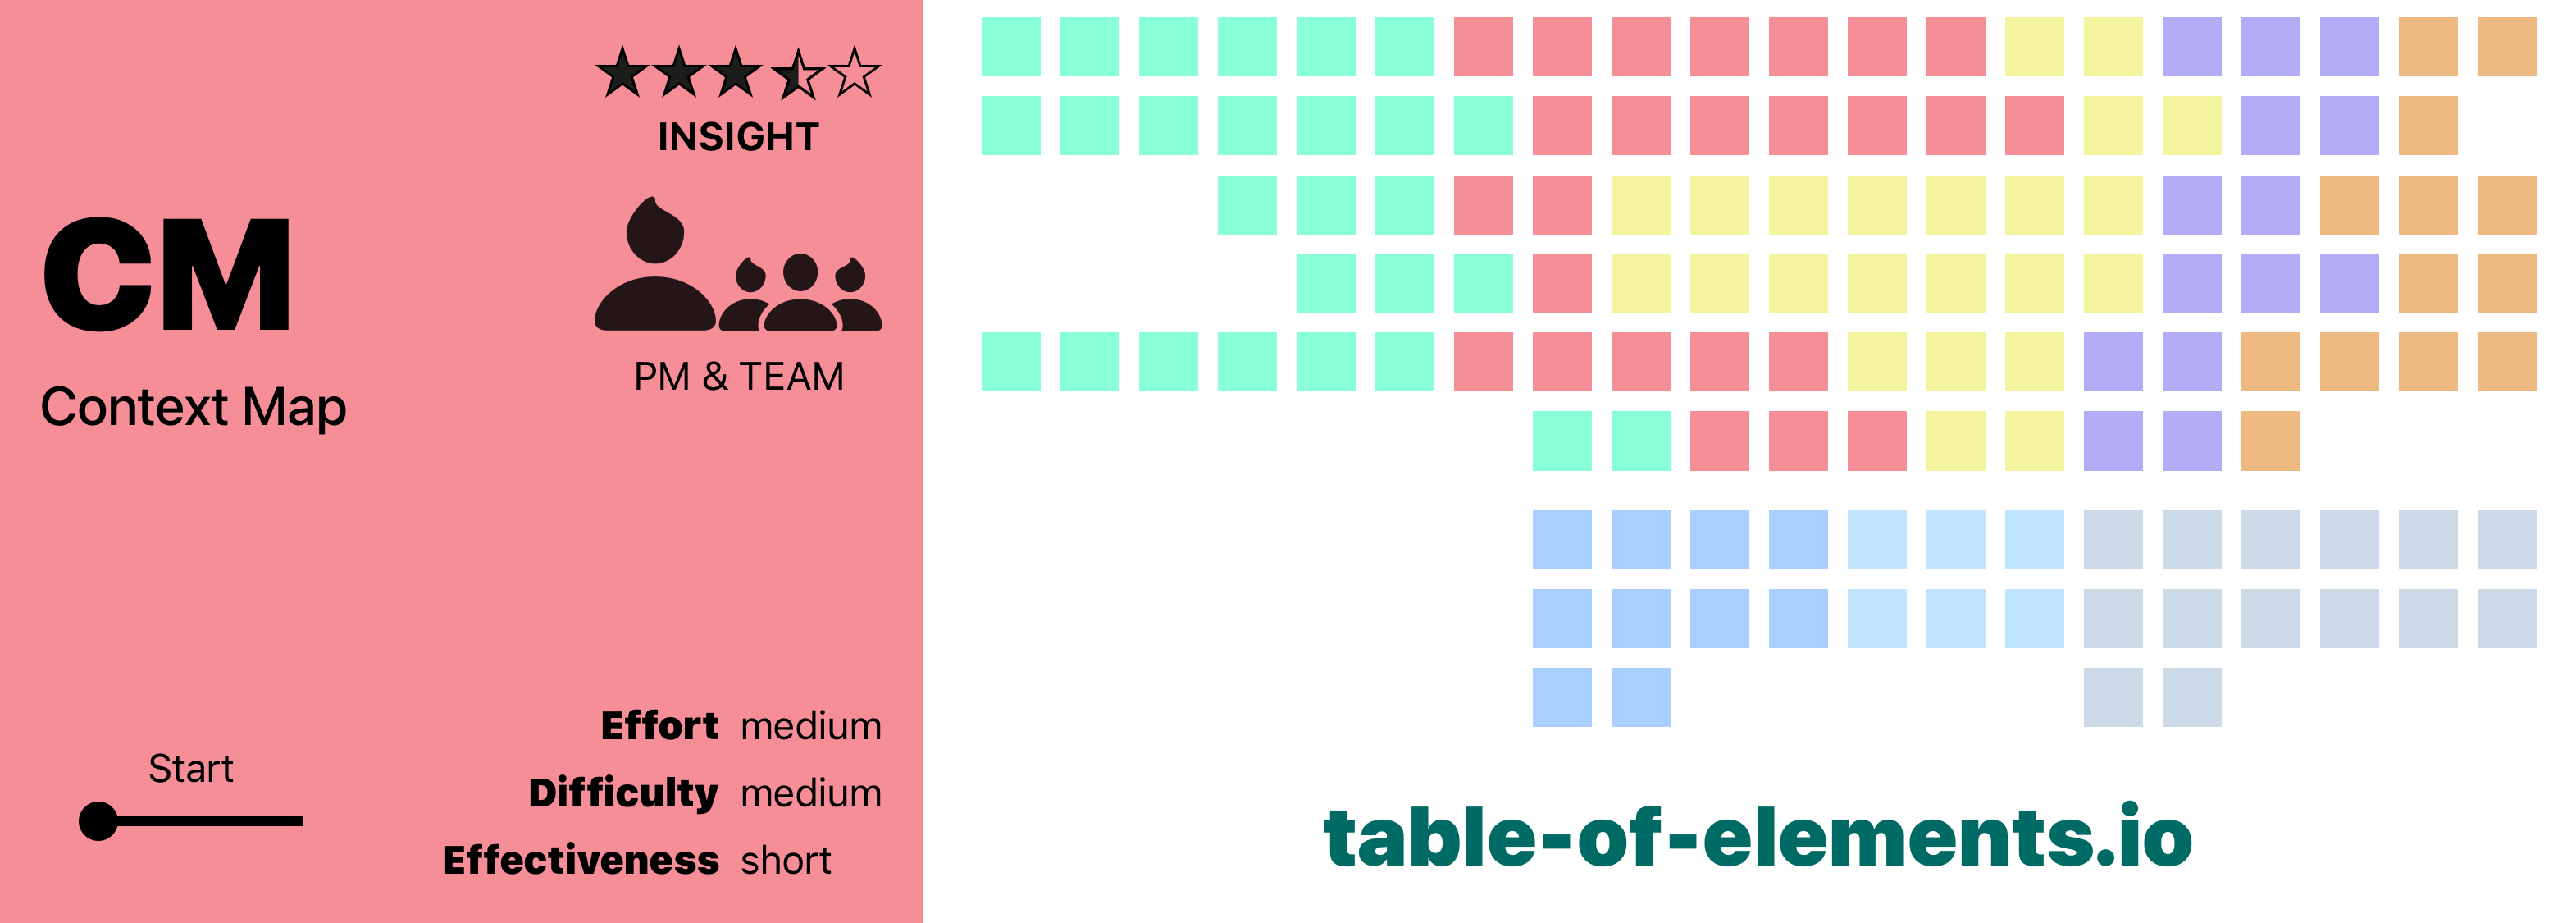 INSIGHT
CM
Context Map
PM & TEAM
Start
Effort medium
Difficulty medium
Effectiveness short
table-of-elements.io